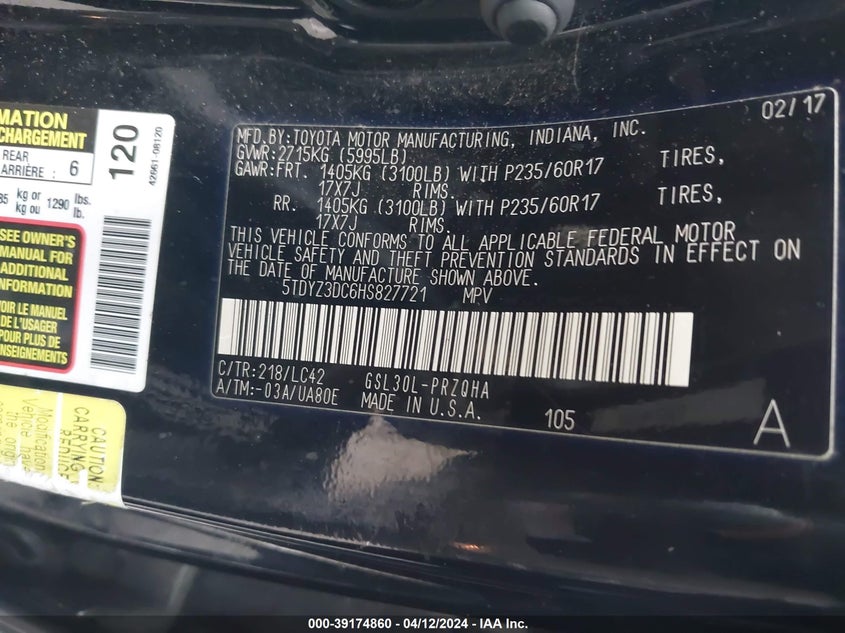 MATION
CHARGEMENT
REAR
ARRIÈRE :
6
kg or
kg ou
1290
lbs.
lb.
SEE OWNER'S
MANUAL FOR
ADDITIONAL
INFORMATION
VOIR LE MANUEL
DE L'USAGER
POUR PLUS DE
120
42661-08120
CAUTION:
CARRYING
REDUCE
02/17
MFD.BY:TOYOTA MOTOR MANUFACTURING, INDIANA, INC.
GVWR:2715KG (5995LB)
GAWR:FRT. 1405KG (3100LB) WITH P235/60R17 TIRES,
17X7J RIMS.
RR. 1405KG (3100LB) WITH P235/60R17 TIRES,
17X7J RIMS.
THIS VEHICLE CONFORMS TO ALL APPLICABLE FEDERAL MOTOR
VEHICLE SAFETY AND THEFT PREVENTION STANDARDS IN EFFECT ON
THE DATE OF MANUFACTURE SHOWN ABOVE.
5TDYZ3DC6HS827721 MPV
C/TR:218/LC42 GSL30L-PRZQHA
A/TM:-03A/UA80E MADE IN U.S.A. 105
A
000-39174860 - 04/12/2024 - IAA Inc.